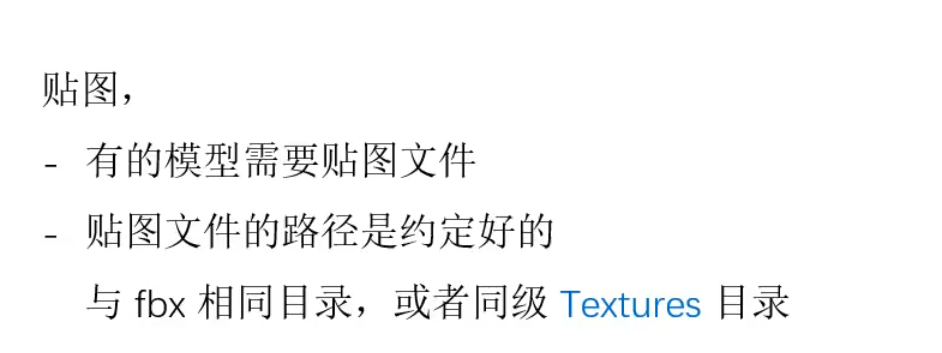 贴图，
- 有的模型需要贴图文件
- 贴图文件的路径是约定好的
与 fbx 相同目录，或者同级 Textures 目录